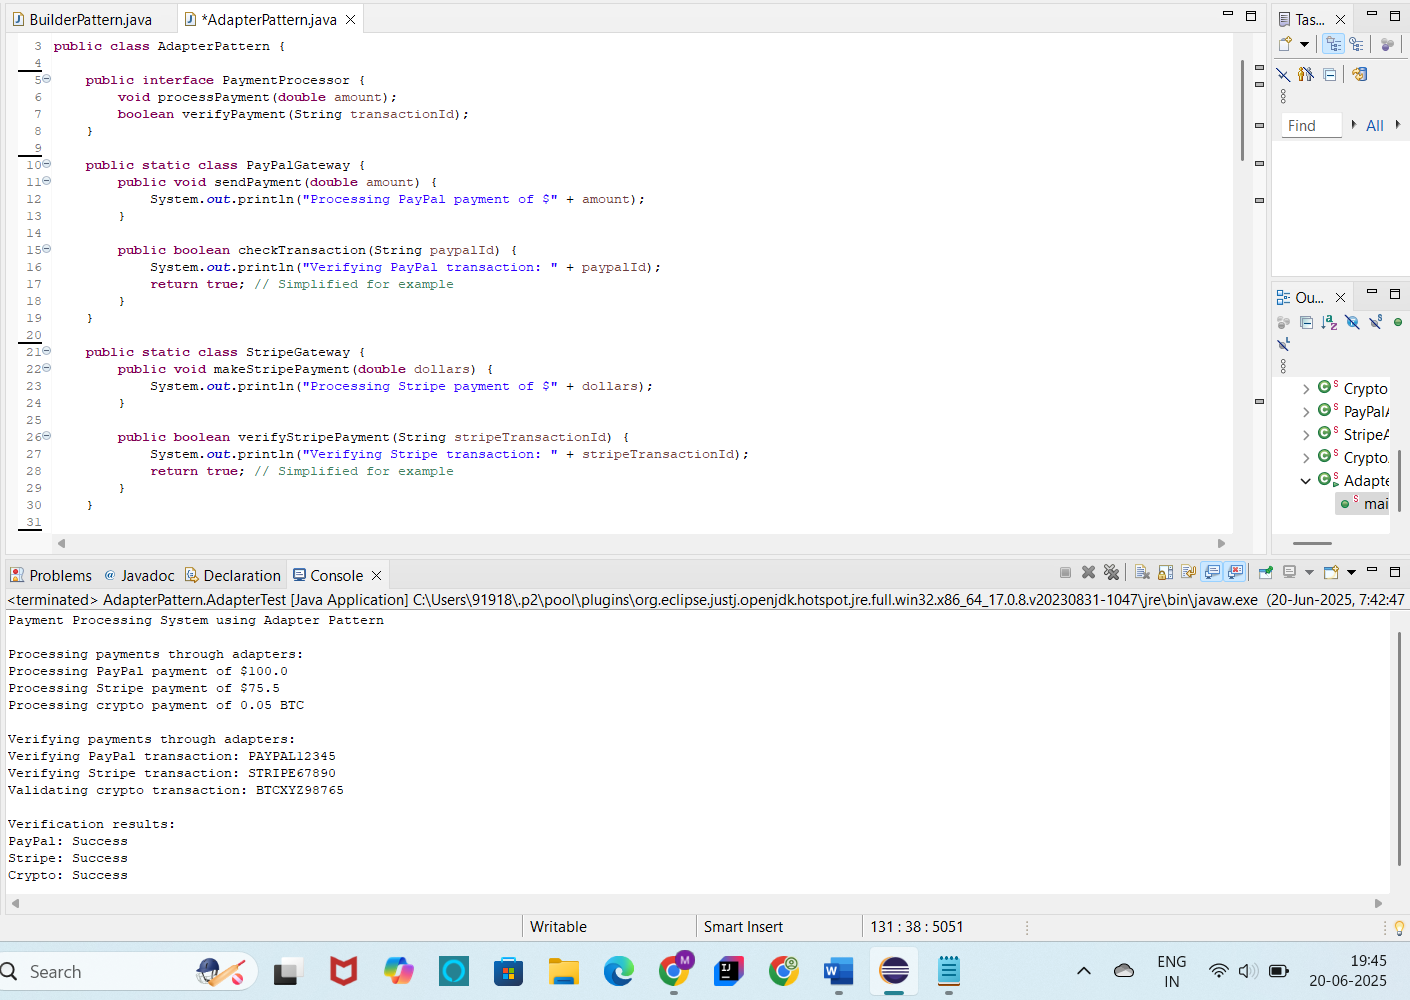 BuilderPattern.java
*AdapterPattern.java
Tas...
3 public class AdapterPattern {
4
5 public interface PaymentProcessor {
6 void processPayment(double amount);
7 boolean verifyPayment(String transactionId);
8 }
9
10 public static class PayPalGateway {
11 public void sendPayment(double amount) {
12 System.out.println("Processing PayPal payment of $" + amount);
13 }
14
15 public boolean checkTransaction(String paypalId) {
16 System.out.println("Verifying PayPal transaction: " + paypalId);
17 return true; // Simplified for example
18 }
19 }
20
21 public static class StripeGateway {
22 public void makeStripePayment(double dollars) {
23 System.out.println("Processing Stripe payment of $" + dollars);
24 }
25
26 public boolean verifyStripePayment(String stripeTransactionId) {
27 System.out.println("Verifying Stripe transaction: " + stripeTransactionId);
28 return true; // Simplified for example
29 }
30 }
31
Find
All
Ou...
Crypto
PayPalA
StripeA
Crypto
Adapte
mai
Problems
@ Javadoc
Declaration
Console
<terminated> AdapterPattern.AdapterTest [Java Application] C:\Users\91918\.p2\pool\plugins\org.eclipse.justj.openjdk.hotspot.jre.full.win32.x86_64_17.0.8.v20230831-1047\jre\bin\javaw.exe (20-Jun-2025, 7:42:47
Payment Processing System using Adapter Pattern
Processing payments through adapters:
Processing PayPal payment of $100.0
Processing Stripe payment of $75.5
Processing crypto payment of 0.05 BTC
Verifying payments through adapters:
Verifying PayPal transaction: PAYPAL12345
Verifying Stripe transaction: STRIPE67890
Validating crypto transaction: BTCXYZ98765
Verification results:
PayPal: Success
Stripe: Success
Crypto: Success
Writable
Smart Insert
131 : 38 : 5051
Search
M
ENG
IN
19:45
20-06-2025